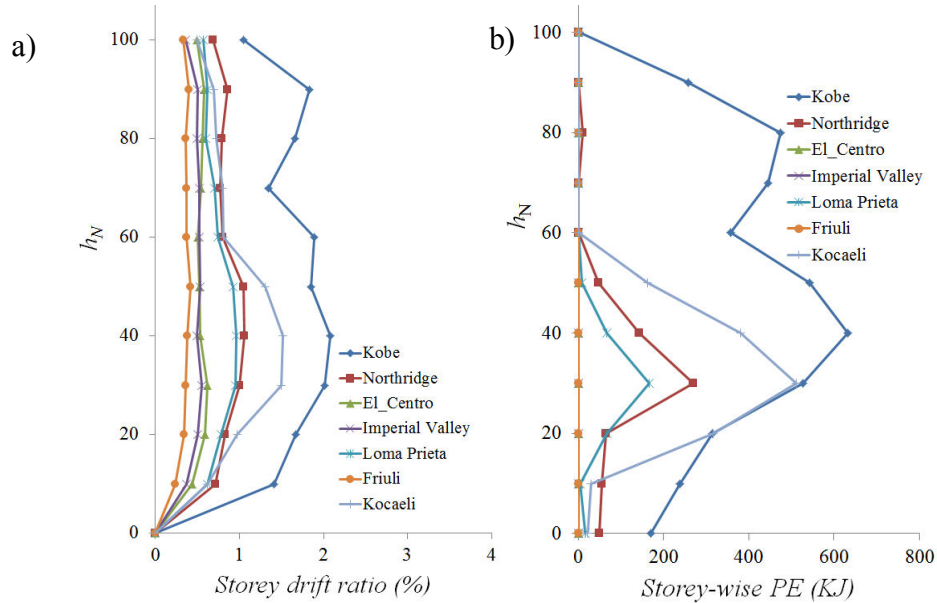 a)
100
80
60
40
20
0
h_N
0 1 2 3 4
Storey drift ratio (%)
Kobe
Northridge
El_Centro
Imperial Valley
Loma Prieta
Friuli
Kocaeli
b)
100
80
60
40
20
0
h_N
0 200 400 600 800
Storey-wise PE (KJ)
Kobe
Northridge
El_Centro
Imperial Valley
Loma Prieta
Friuli
Kocaeli